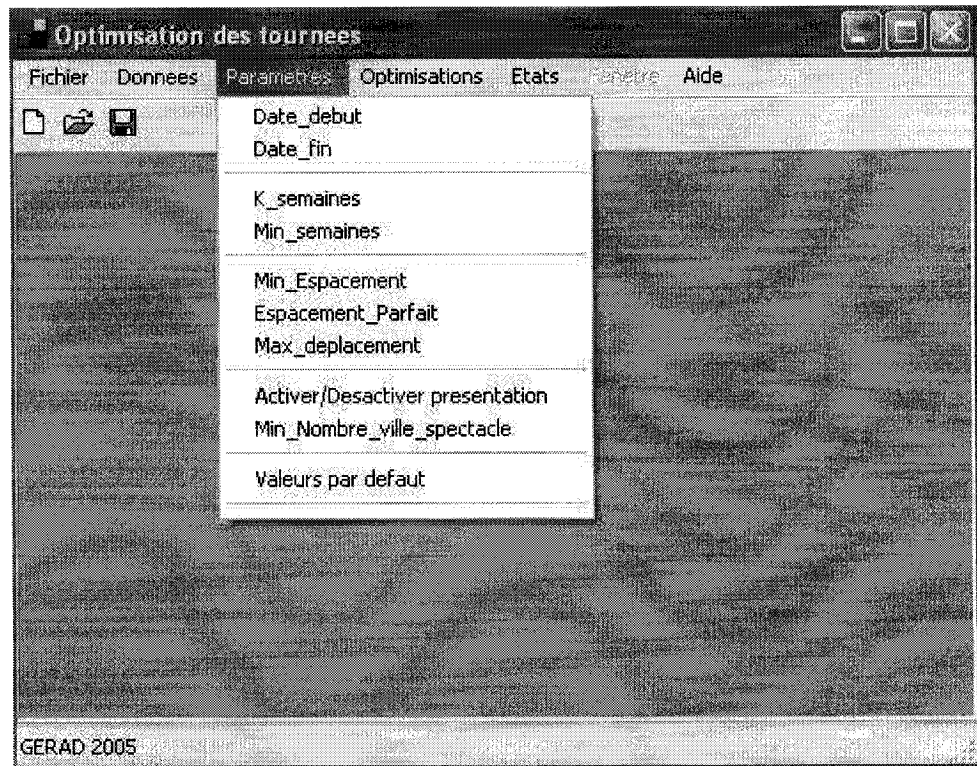 Optimisation des tournees
Fichier Donnees Parametres Optimisations Etats Fenetre Aide
Date_debut
Date_fin
K_semaines
Min_semaines
Min_Espacement
Espacement_Parfait
Max_deplacement
Activer/Desactiver presentation
Min_Nombre_ville_spectacle
Valeurs par defaut
GERAD 2005